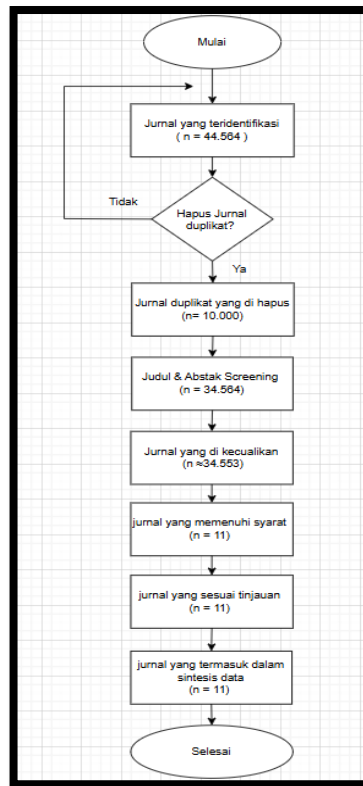 Mulai
Jurnal yang teridentifikasi
( n = 44.564 )
Hapus Jurnal
duplikat?
Tidak
Ya
Jurnal duplikat yang di hapus
(n= 10.000)
Judul & Abstak Screening
(n = 34.564)
Jurnal yang di kecualikan
(n ≈34.553)
jurnal yang memenuhi syarat
(n = 11)
jurnal yang sesuai tinjauan
(n = 11)
jurnal yang termasuk dalam
sintesis data
(n = 11)
Selesai